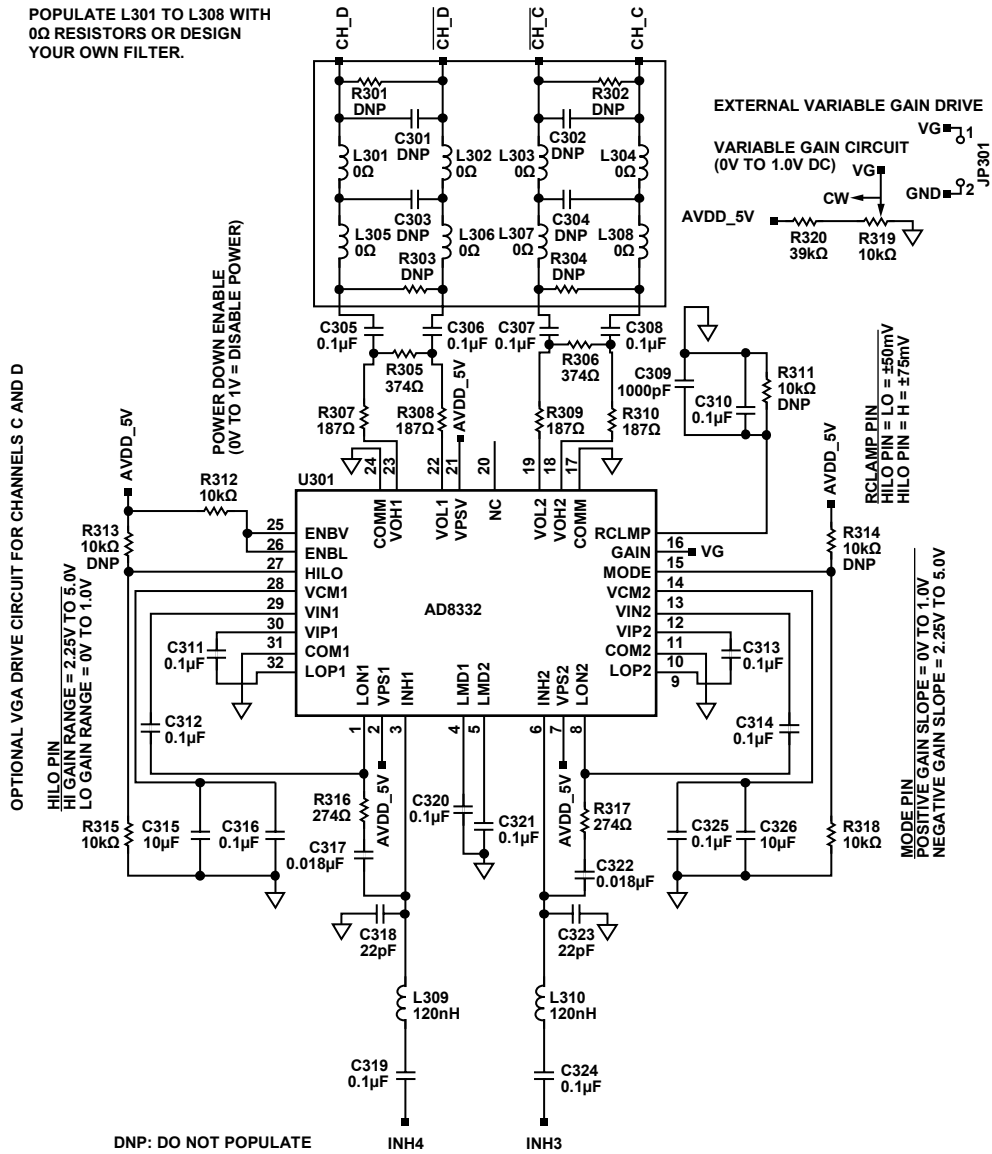 POPULATE L301 TO L308 WITH
0Ω RESISTORS OR DESIGN
YOUR OWN FILTER.
CH_D
CH_D
CH_C
CH_C
R301
DNP
R302
DNP
C301
DNP
C302
DNP
L301
0Ω
L302
0Ω
L303
0Ω
L304
0Ω
C303
DNP
C304
DNP
L305
0Ω
L306
0Ω
L307
0Ω
L308
0Ω
R303
DNP
R304
DNP
EXTERNAL VARIABLE GAIN DRIVE
VG
1
GND
2
JP301
VARIABLE GAIN CIRCUIT
(0V TO 1.0V DC)
VG
CW
AVDD_5V
R320
39kΩ
R319
10kΩ
C305
0.1µF
C306
0.1µF
C307
0.1µF
C308
0.1µF
R305
374Ω
R306
374Ω
R307
187Ω
R308
187Ω
AVDD_5V
R309
187Ω
R310
187Ω
C309
1000pF
C310
0.1µF
R311
10kΩ
DNP
RCLAMP PIN
HILO PIN = LO = ±50mV
HILO PIN = H = ±75mV
OPTIONAL VGA DRIVE CIRCUIT FOR CHANNELS C AND D
POWER DOWN ENABLE
(0V TO 1V = DISABLE POWER)
AVDD_5V
R312
10kΩ
R313
10kΩ
DNP
AVDD_5V
R314
10kΩ
DNP
U301
24
23
22
21
20
19
18
17
COMM
VOH1
VOL1
VPSV
NC
VOL2
VOH2
COMM
25
ENBV
26
ENBL
27
HILO
28
VCM1
29
VIN1
30
VIP1
31
COM1
32
LOP1
AD8332
RCLMP
16
GAIN
VG
15
MODE
14
VCM2
13
VIN2
12
VIP2
11
COM2
10
LOP2
9
LON1
VPS1
INH1
LMD1
LMD2
INH2
VPS2
LON2
1
2
3
4
5
6
7
8
HILO PIN
HI GAIN RANGE = 2.25V TO 5.0V
LO GAIN RANGE = 0V TO 1.0V
C311
0.1µF
C312
0.1µF
C313
0.1µF
C314
0.1µF
AVDD_5V
AVDD_5V
R315
10kΩ
C315
10µF
C316
0.1µF
R316
274Ω
C317
0.018µF
C320
0.1µF
C321
0.1µF
R317
274Ω
C322
0.018µF
C325
0.1µF
C326
10µF
R318
10kΩ
MODE PIN
POSITIVE GAIN SLOPE = 0V TO 1.0V
NEGATIVE GAIN SLOPE = 2.25V TO 5.0V
C318
22pF
C323
22pF
L309
120nH
L310
120nH
C319
0.1µF
C324
0.1µF
DNP: DO NOT POPULATE
INH4
INH3